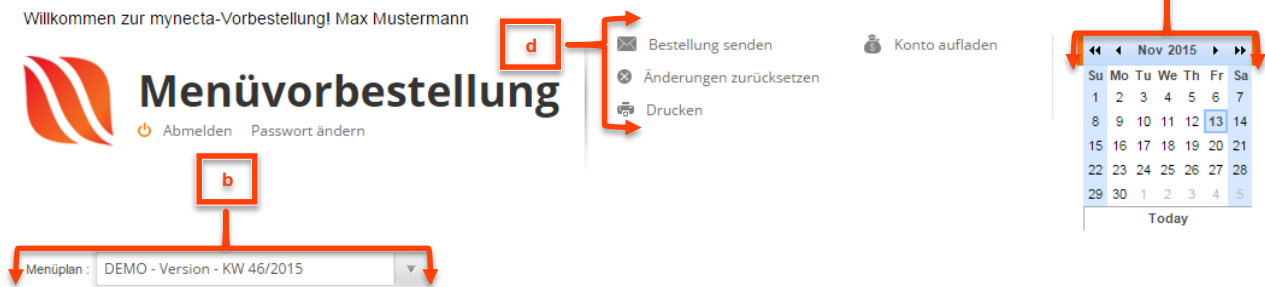 Willkommen zur mynecta-Vorbestellung! Max Mustermann
Menüvorbestellung
Abmelden Passwort ändern
b
Menüplan : DEMO - Version - KW 46/2015
d
Bestellung senden
Änderungen zurücksetzen
Drucken
Konto aufladen
Nov 2015
Su Mo Tu We Th Fr Sa
1 2 3 4 5 6 7
8 9 10 11 12 13 14
15 16 17 18 19 20 21
22 23 24 25 26 27 28
29 30 1 2 3 4 5
Today